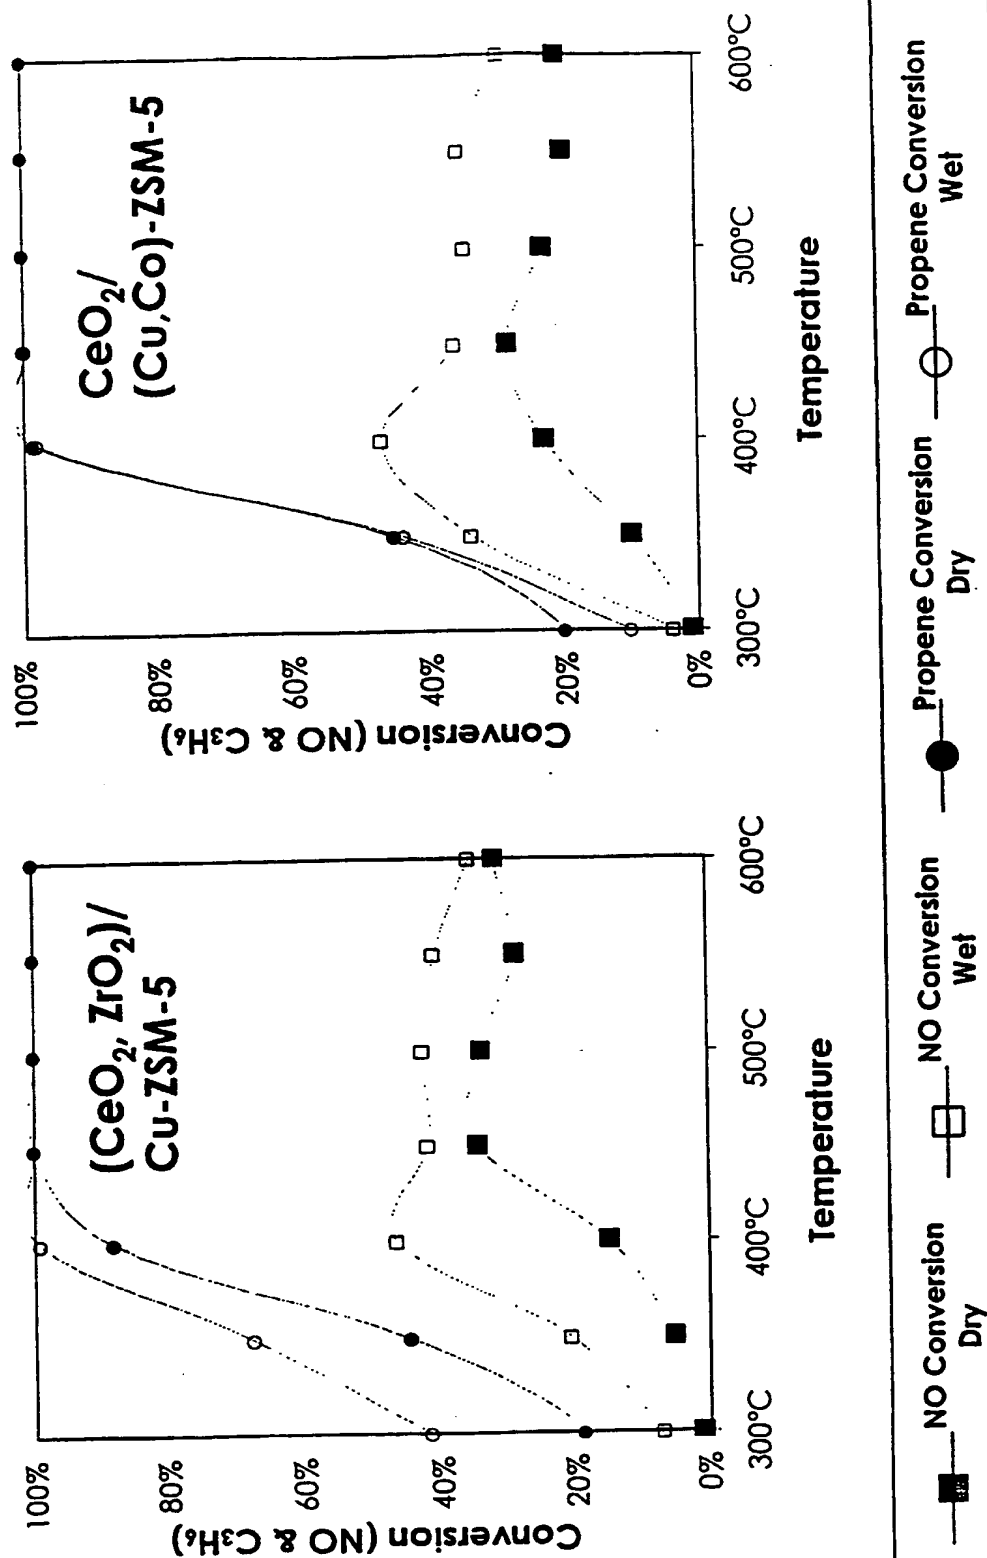 (CeO2, ZrO2)/
Cu-ZSM-5
Conversion (NO & C3H6)
100%
80%
60%
40%
20%
0%
300°C
400°C
500°C
600°C
Temperature
CeO2/
(Cu,Co)-ZSM-5
Conversion (NO & C3H6)
100%
80%
60%
40%
20%
0%
300°C
400°C
500°C
600°C
Temperature
NO Conversion
Dry
NO Conversion
Wet
Propene Conversion
Dry
Propene Conversion
Wet